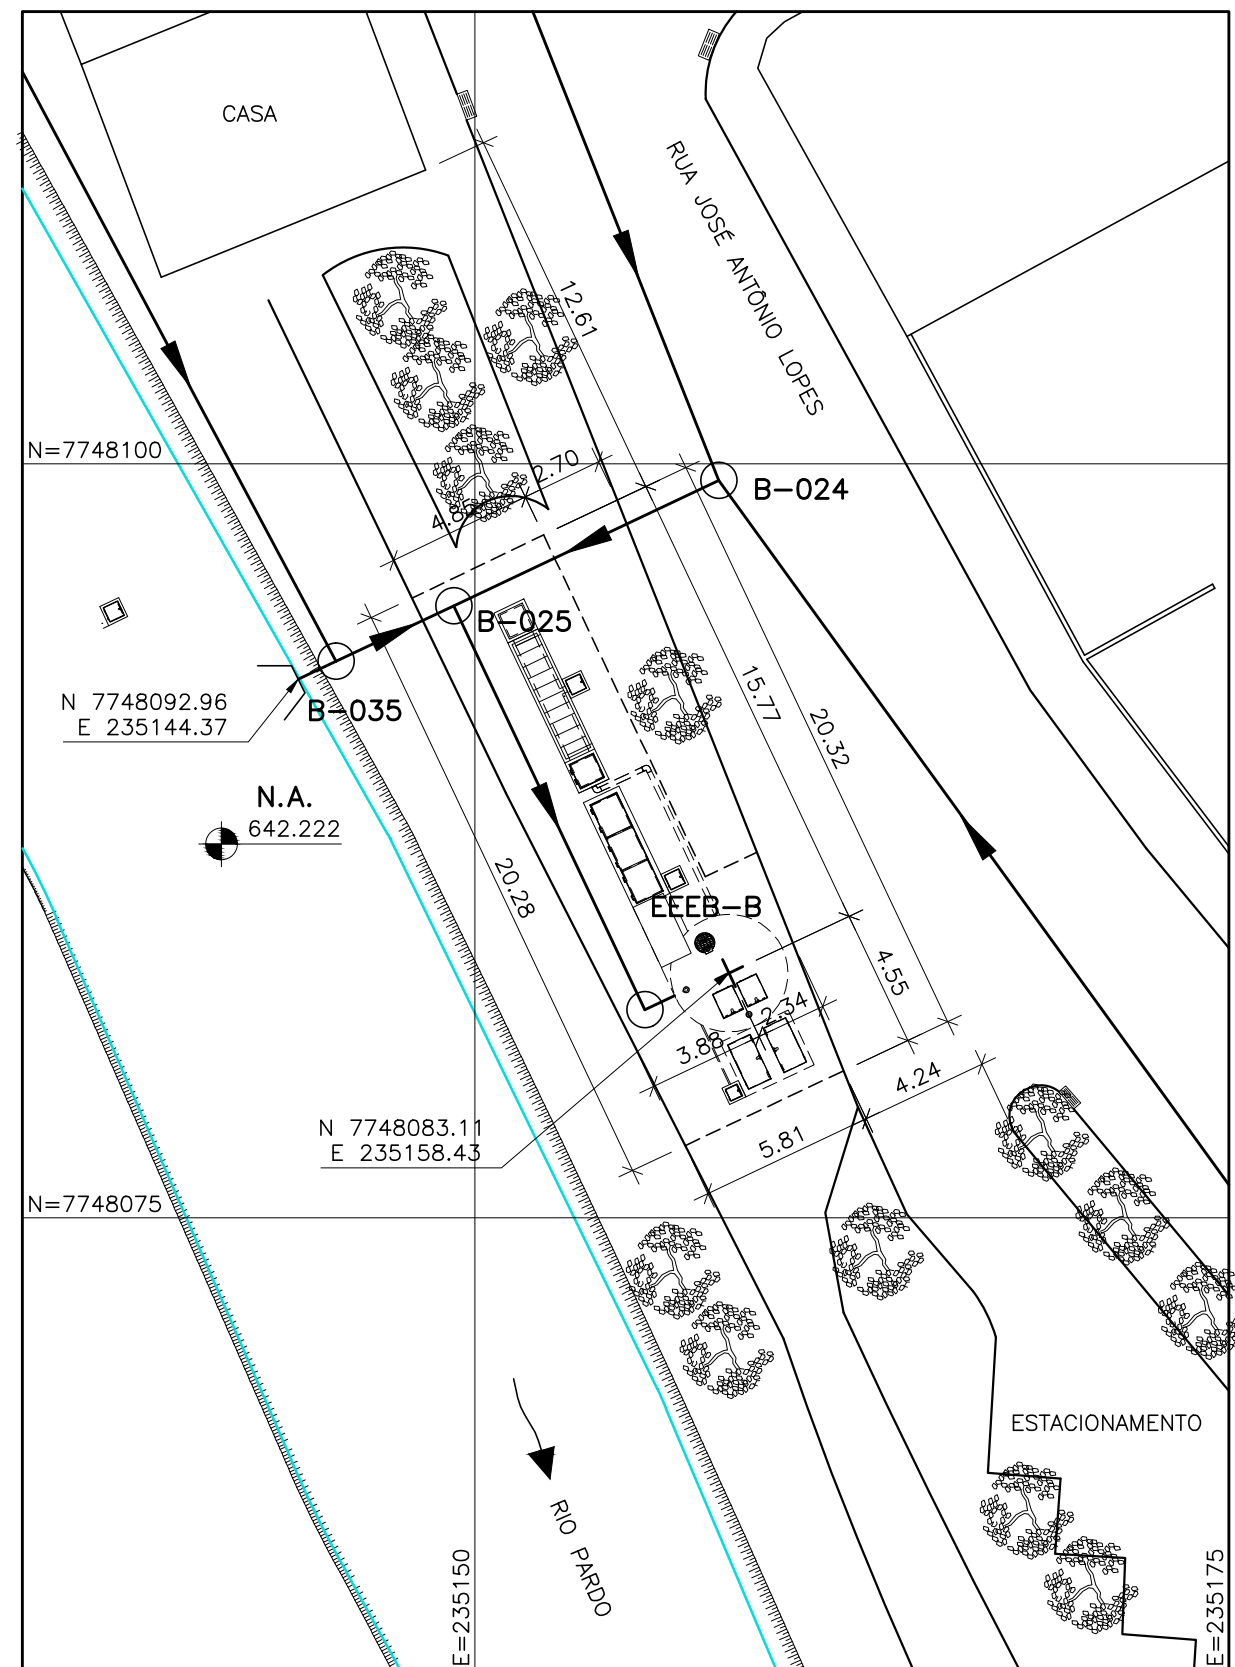 CASA
RUA JOSÉ ANTÔNIO LOPES
12.61
N=7748100
2.70
4.85
B-024
B-025
N 7748092.96
E 235144.37
B-035
15.77
20.32
N.A.
642.222
20.28
EEEB-B
4.55
2.34
3.88
4.24
N 7748083.11
E 235158.43
5.81
N=7748075
ESTACIONAMENTO
RIO PARDO
E=235150
E=235175